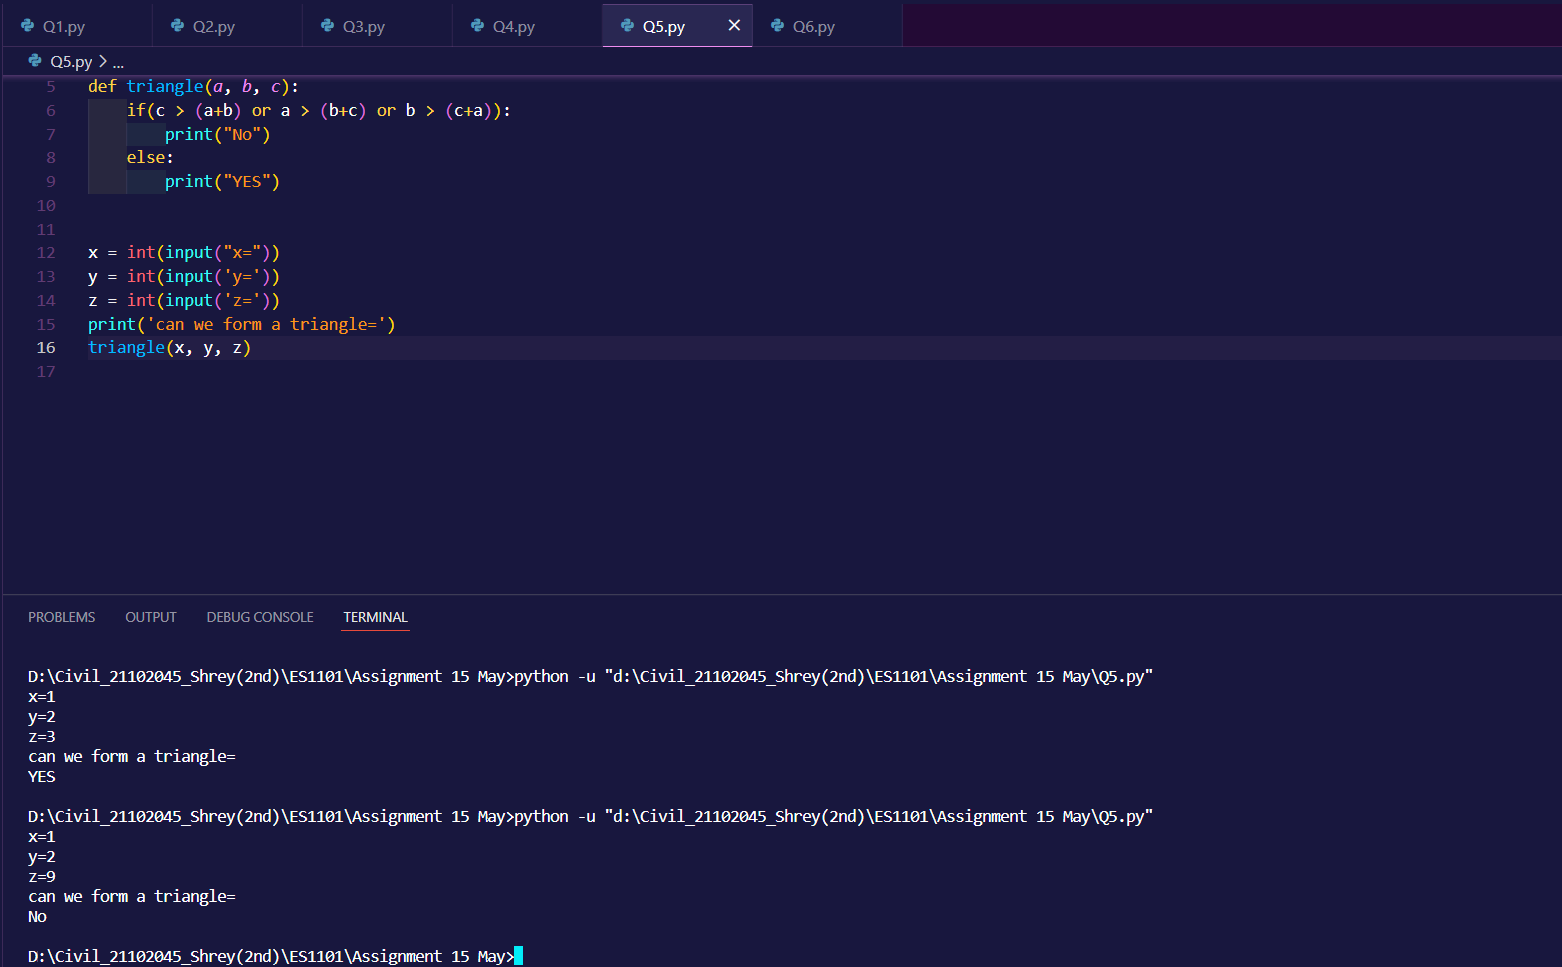 Q1.py Q2.py Q3.py Q4.py Q5.py × Q6.py
Q5.py > ...
5 def triangle(a, b, c):
6 if(c > (a+b) or a > (b+c) or b > (c+a)):
7 print("No")
8 else:
9 print("YES")
10
11
12 x = int(input("x="))
13 y = int(input('y='))
14 z = int(input('z='))
15 print('can we form a triangle=')
16 triangle(x, y, z)
17
PROBLEMS OUTPUT DEBUG CONSOLE TERMINAL
D:\Civil_21102045_Shrey(2nd)\ES1101\Assignment 15 May>python -u "d:\Civil_21102045_Shrey(2nd)\ES1101\Assignment 15 May\Q5.py"
x=1
y=2
z=3
can we form a triangle=
YES
D:\Civil_21102045_Shrey(2nd)\ES1101\Assignment 15 May>python -u "d:\Civil_21102045_Shrey(2nd)\ES1101\Assignment 15 May\Q5.py"
x=1
y=2
z=9
can we form a triangle=
No
D:\Civil_21102045_Shrey(2nd)\ES1101\Assignment 15 May>